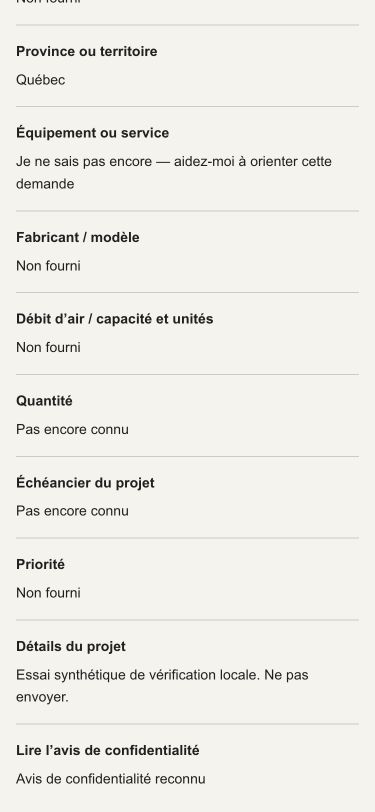 Non fourni
Province ou territoire
Québec
Équipement ou service
Je ne sais pas encore — aidez-moi à orienter cette
demande
Fabricant / modèle
Non fourni
Débit d’air / capacité et unités
Non fourni
Quantité
Pas encore connu
Échéancier du projet
Pas encore connu
Priorité
Non fourni
Détails du projet
Essai synthétique de vérification locale. Ne pas
envoyer.
Lire l’avis de confidentialité
Avis de confidentialité reconnu